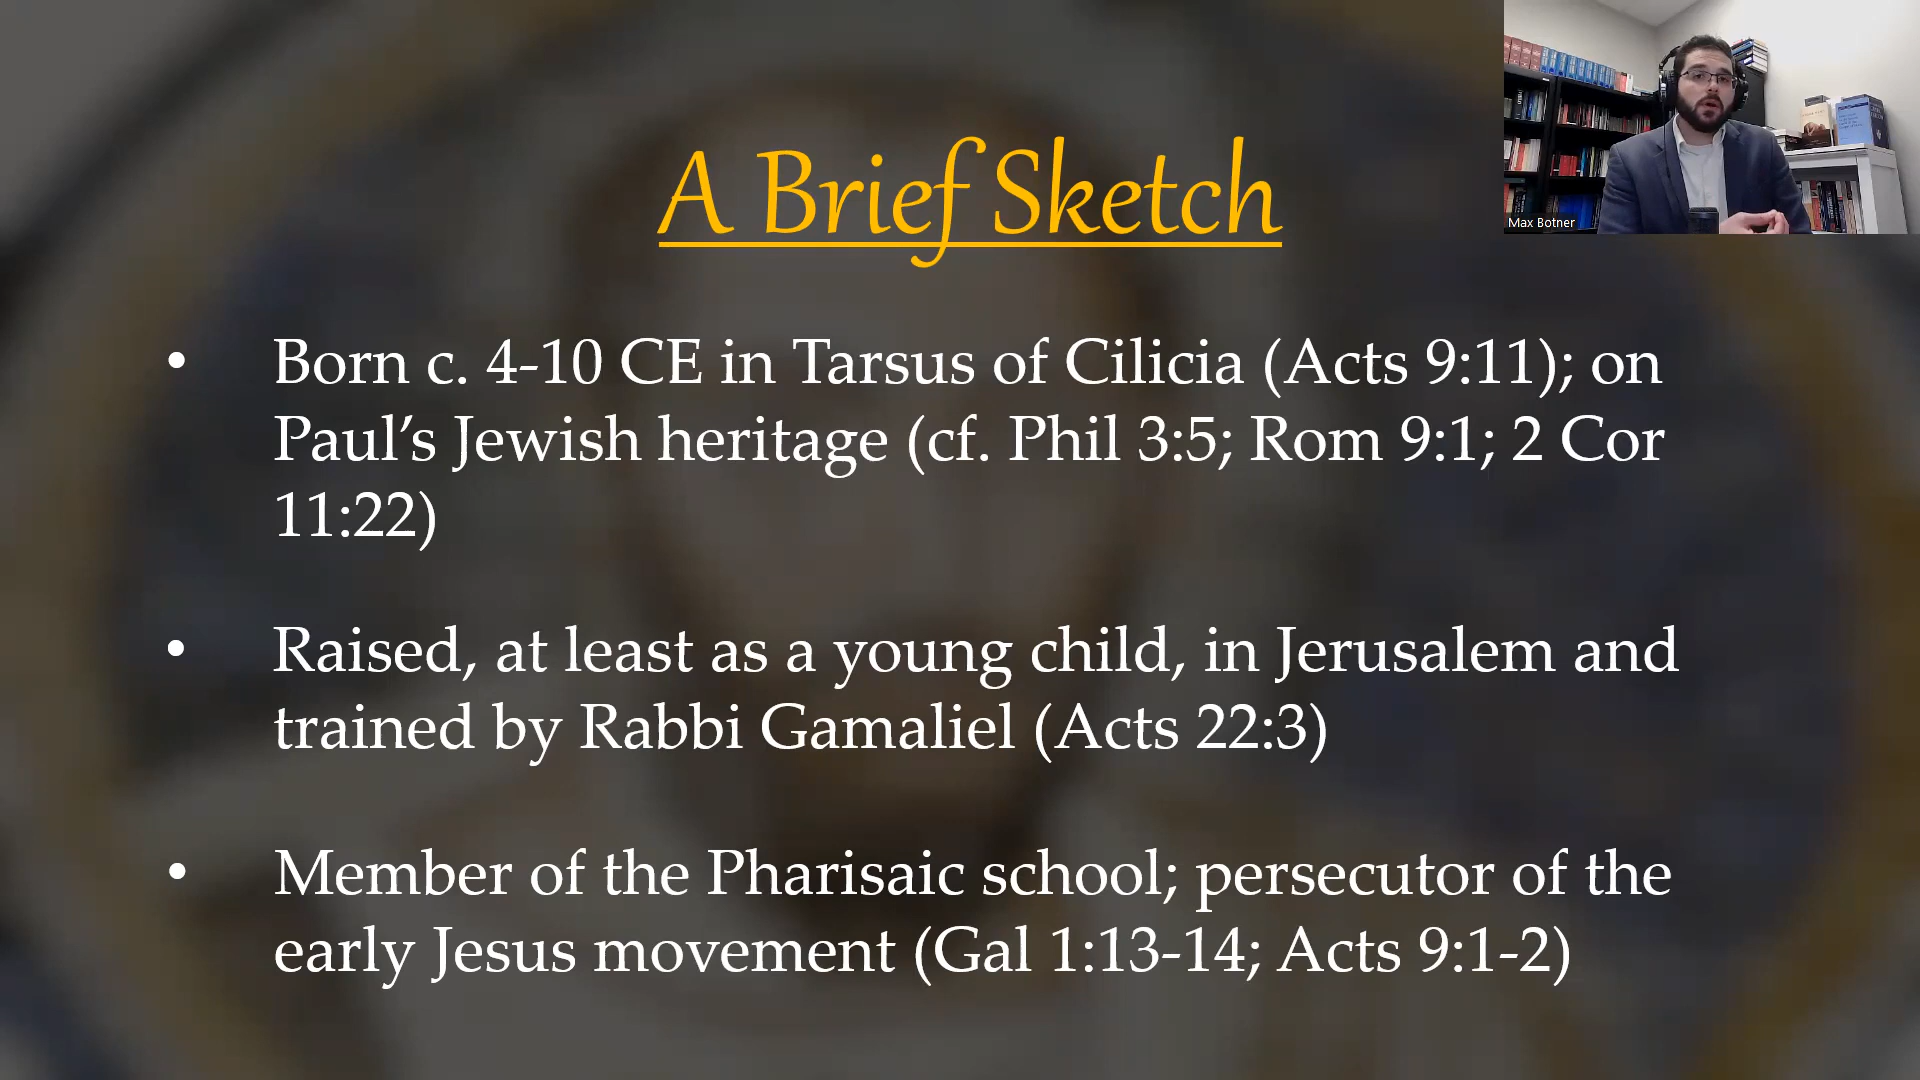 A Brief Sketch
Max Botner
• Born c. 4-10 CE in Tarsus of Cilicia (Acts 9:11); on
Paul’s Jewish heritage (cf. Phil 3:5; Rom 9:1; 2 Cor
11:22)
• Raised, at least as a young child, in Jerusalem and
trained by Rabbi Gamaliel (Acts 22:3)
• Member of the Pharisaic school; persecutor of the
early Jesus movement (Gal 1:13-14; Acts 9:1-2)